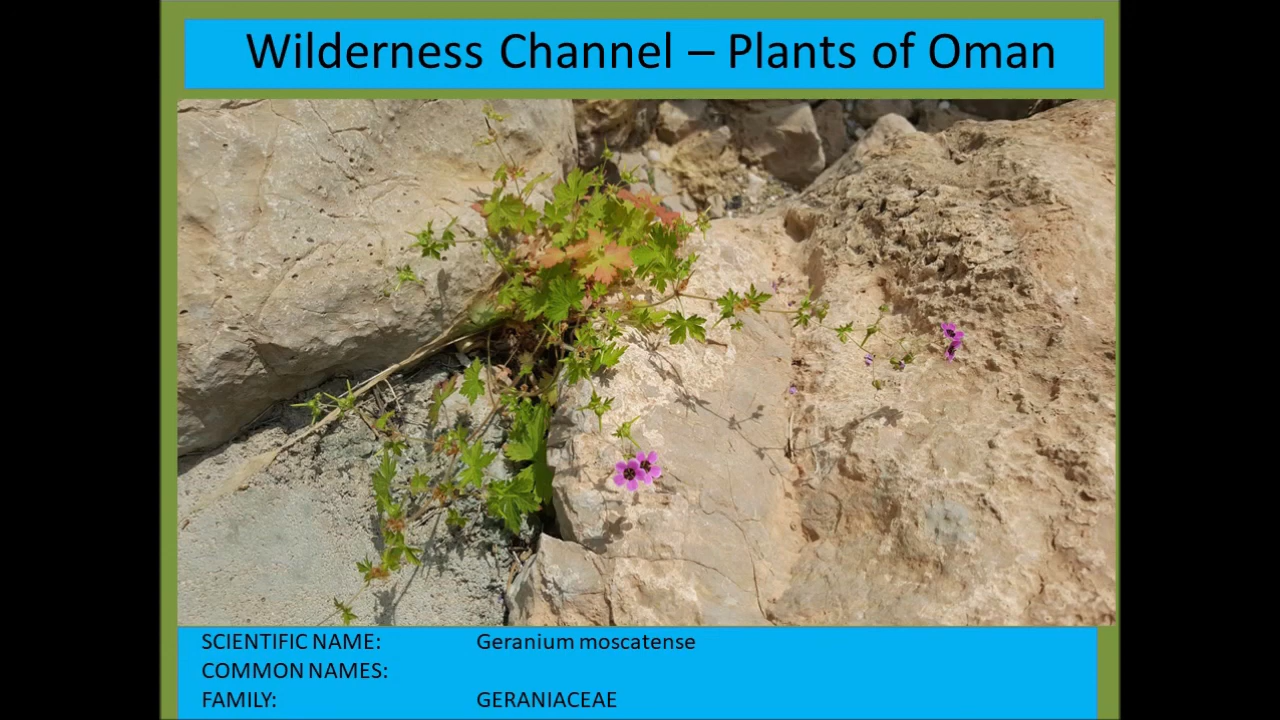 Wilderness Channel – Plants of Oman
SCIENTIFIC NAME: Geranium moscatense
COMMON NAMES:
FAMILY: GERANIACEAE